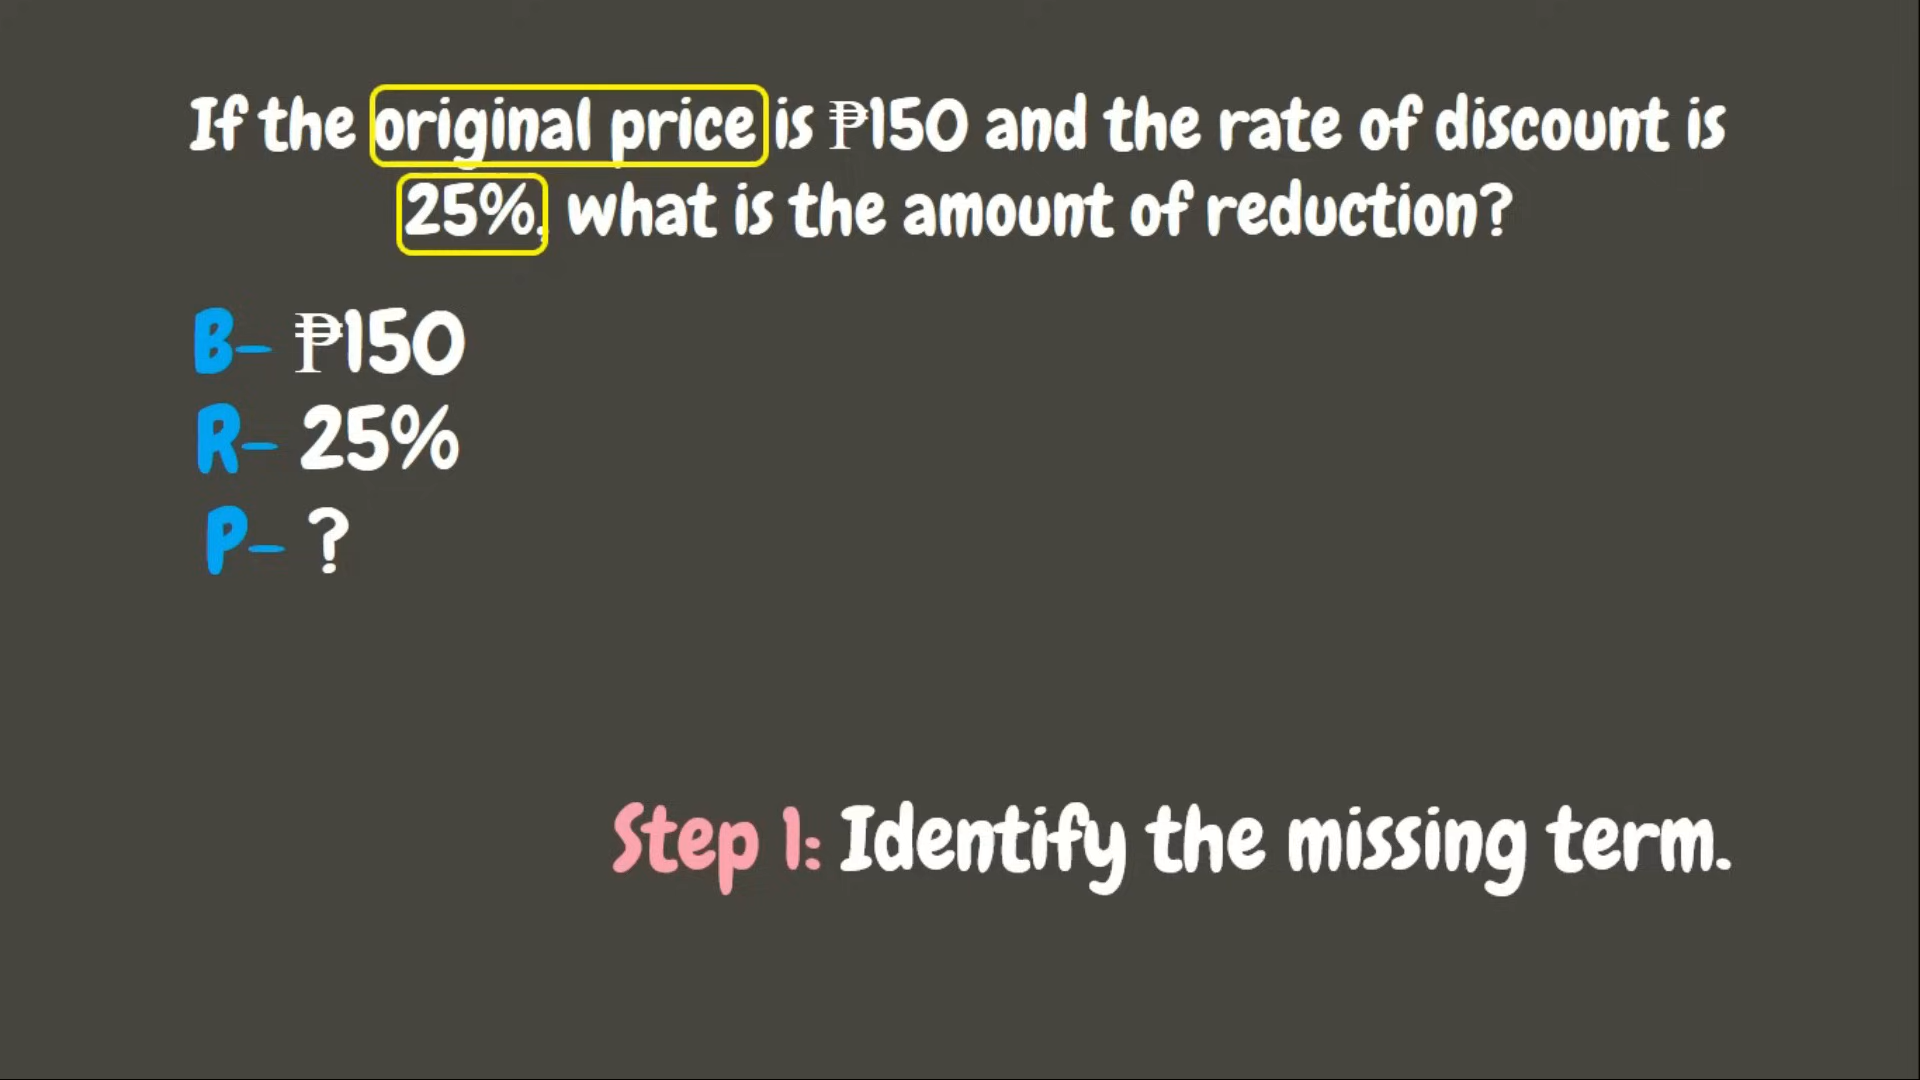 If the original price is ₱150 and the rate of discount is
25%, what is the amount of reduction?
B- ₱150
R- 25%
P- ?
Step 1: Identify the missing term.